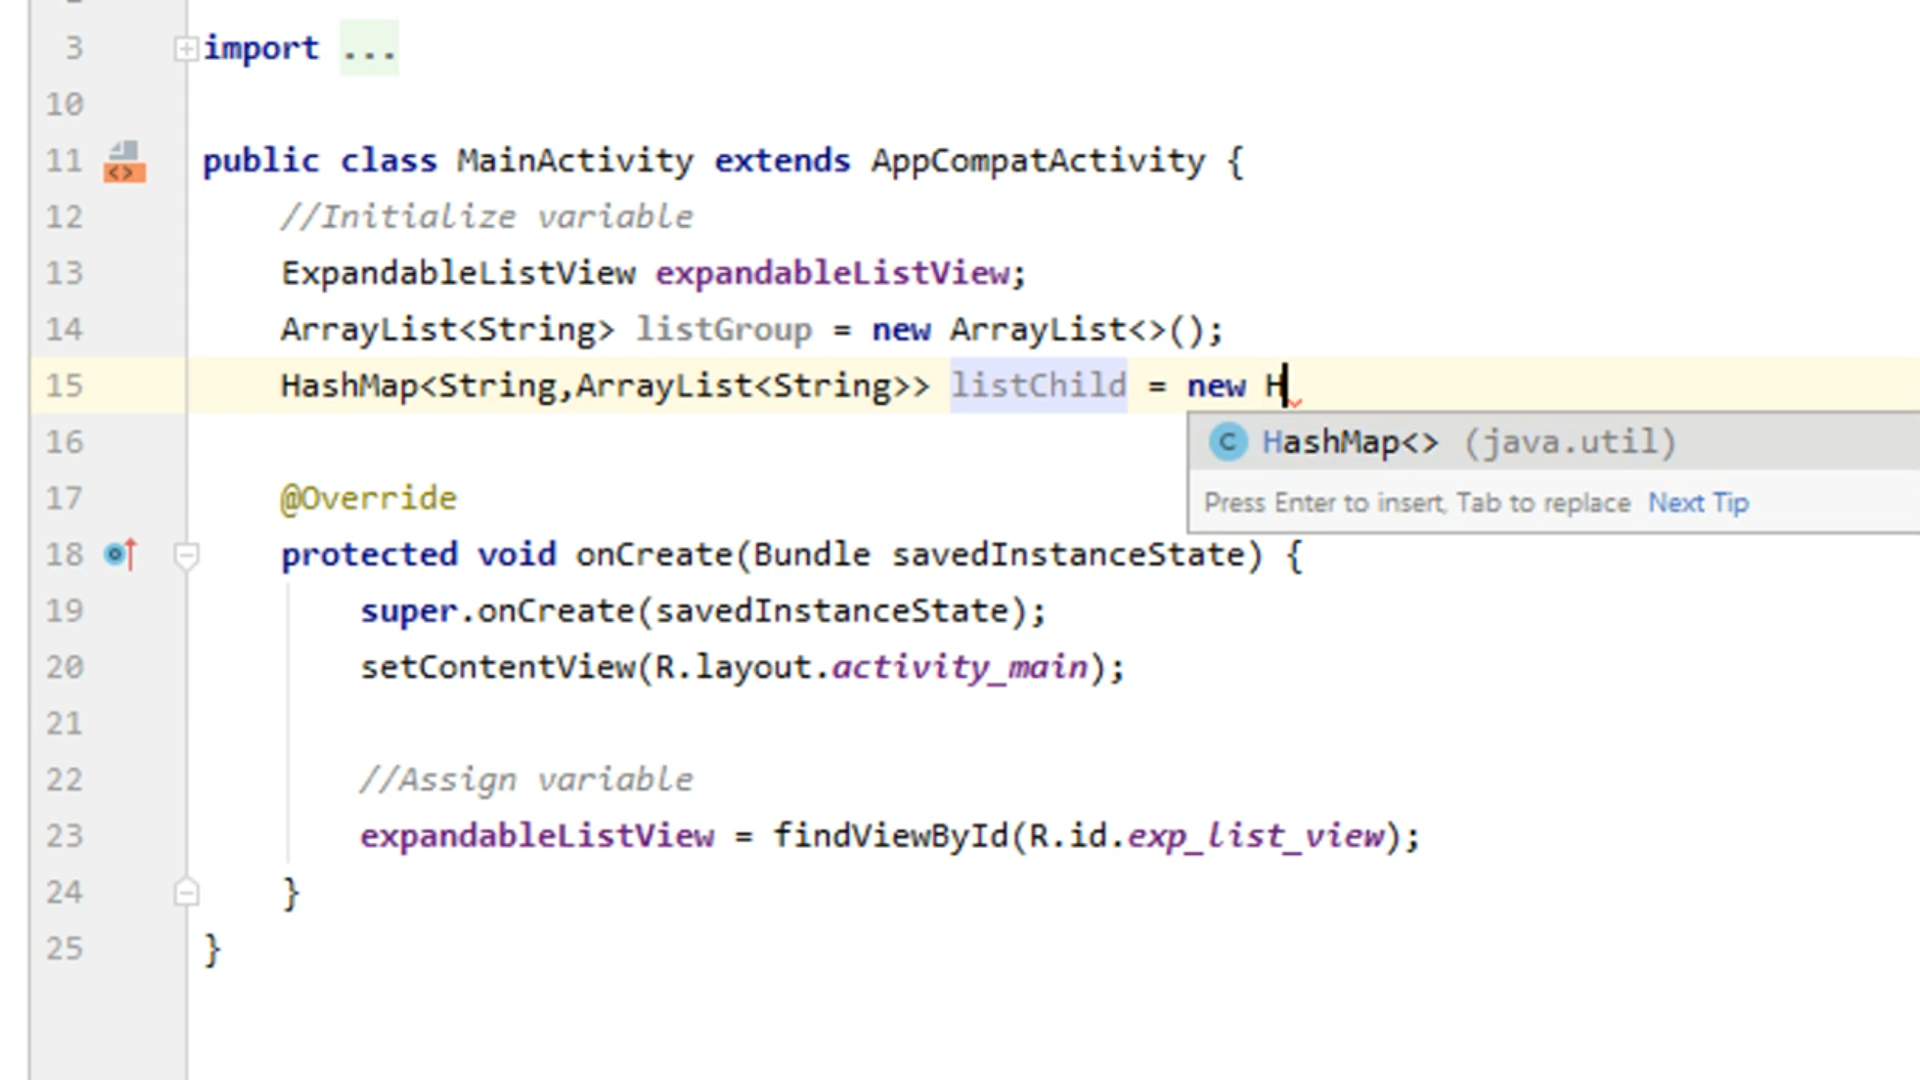 3 import ...
10
11 public class MainActivity extends AppCompatActivity {
12 //Initialize variable
13 ExpandableListView expandableListView;
14 ArrayList<String> listGroup = new ArrayList<>();
15 HashMap<String,ArrayList<String>> listChild = new H
16 HashMap<> (java.util)
17 @Override
Press Enter to insert, Tab to replace Next Tip
18 protected void onCreate(Bundle savedInstanceState) {
19 super.onCreate(savedInstanceState);
20 setContentView(R.layout.activity_main);
21
22 //Assign variable
23 expandableListView = findViewById(R.id.exp_list_view);
24 }
25 }